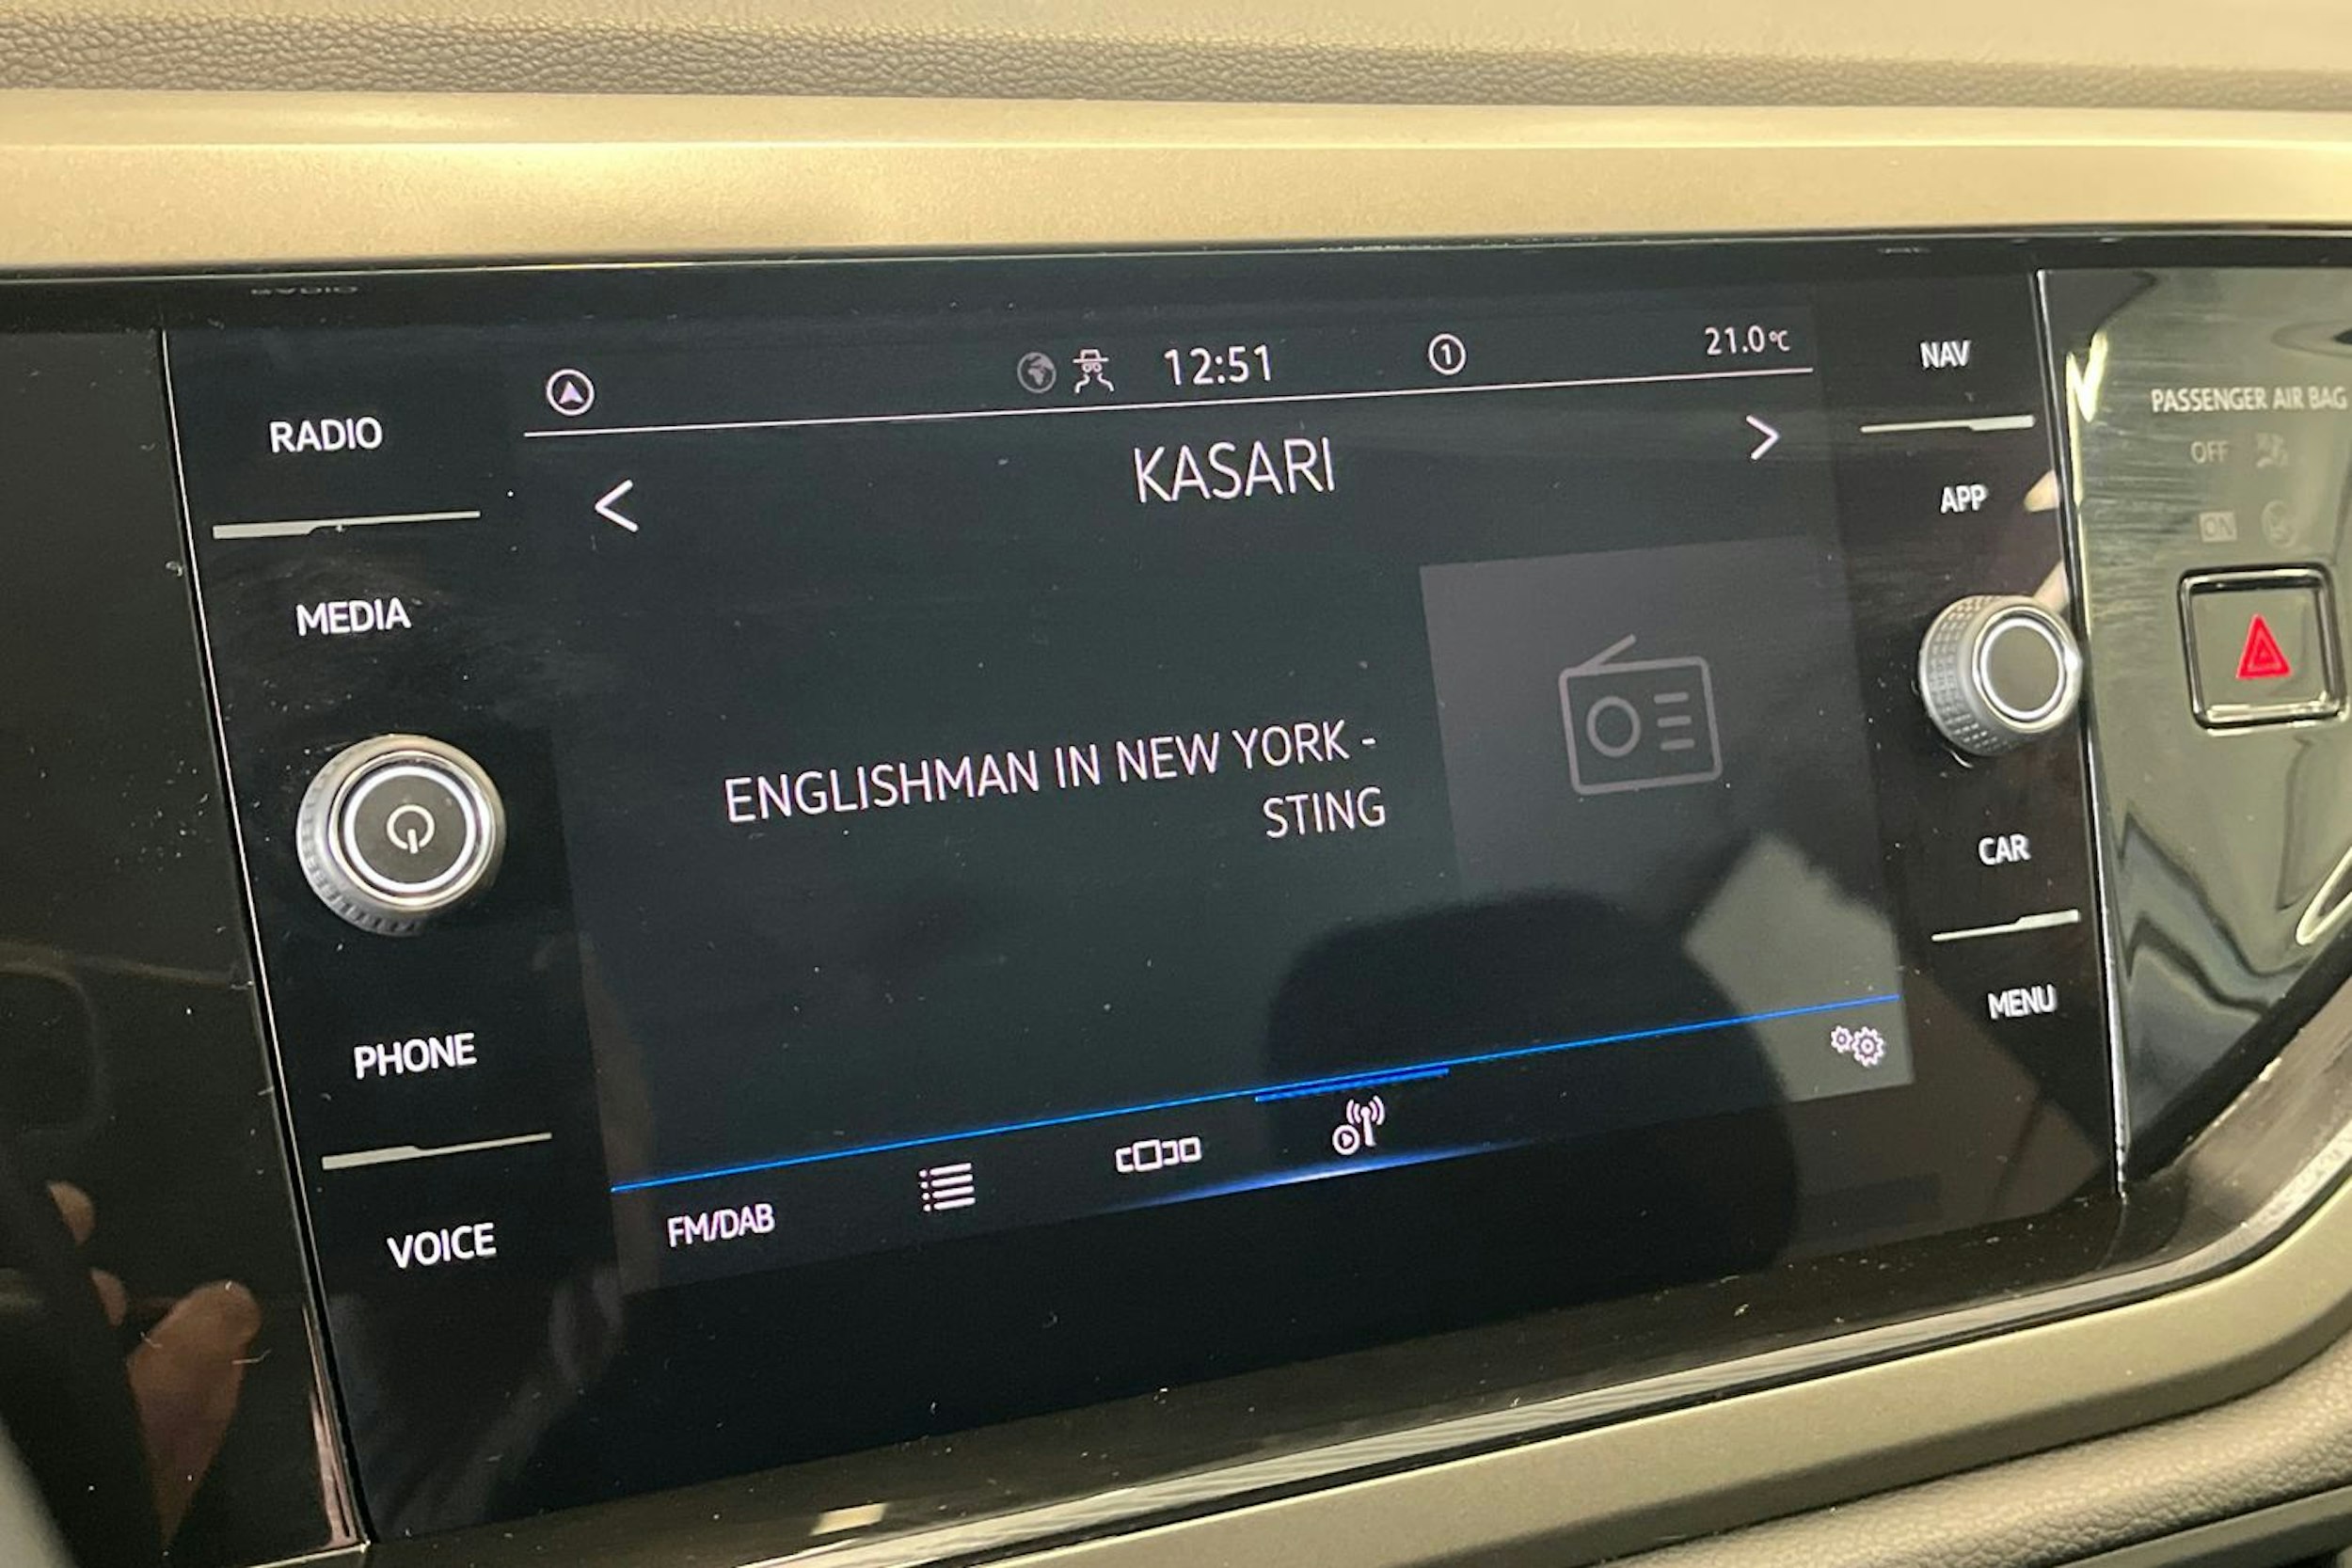 12:51
1
21.0°C
NAV
RADIO
KASARI
APP
PASSENGER AIR BAG
OFF
ON
MEDIA
ENGLISHMAN IN NEW YORK -
STING
CAR
MENU
PHONE
FM/DAB
VOICE